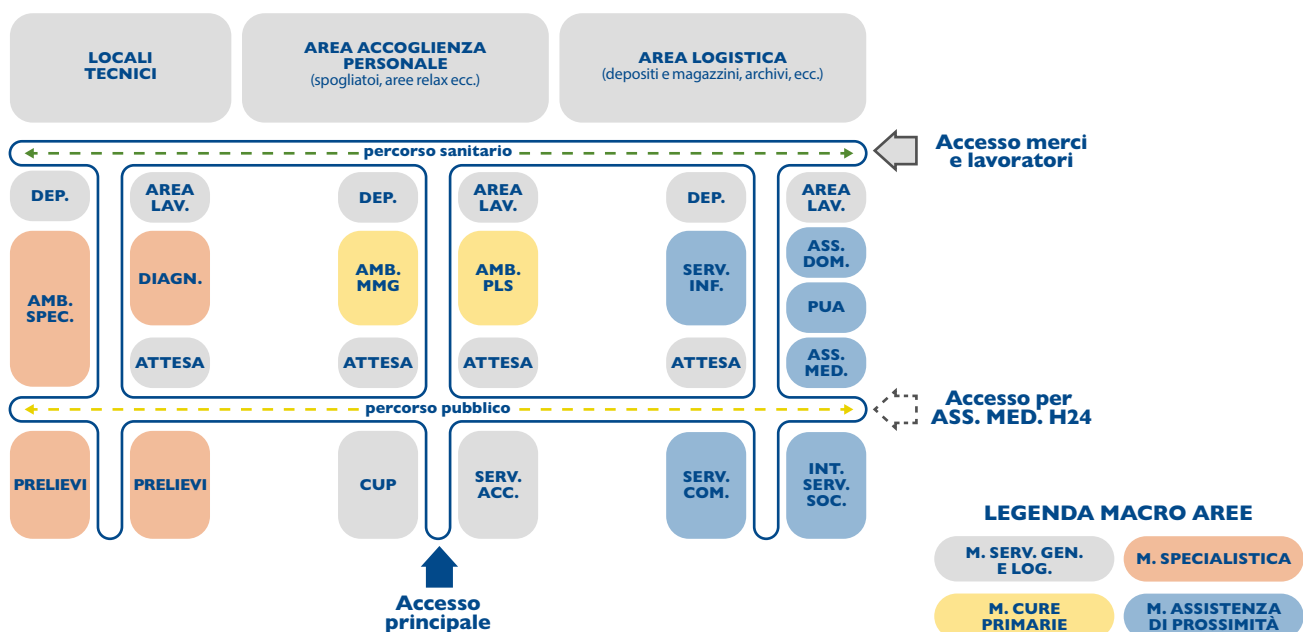 LOCALI
TECNICI
AREA ACCOGLIENZA
PERSONALE
(spogliatoi, aree relax ecc.)
AREA LOGISTICA
(depositi e magazzini, archivi, ecc.)
percorso sanitario
Accesso merci
e lavoratori
DEP.
AREA
LAV.
DEP.
AREA
LAV.
DEP.
AREA
LAV.
AMB.
SPEC.
DIAGN.
AMB.
MMG
AMB.
PLS
SERV.
INF.
ASS.
DOM.
PUA
ATTESA
ATTESA
ATTESA
ATTESA
ASS.
MED.
percorso pubblico
Accesso per
ASS. MED. H24
PRELIEVI
PRELIEVI
CUP
SERV.
ACC.
SERV.
COM.
INT.
SERV.
SOC.
Accesso
principale
LEGENDA MACRO AREE
M. SERV. GEN.
E LOG.
M. SPECIALISTICA
M. CURE
PRIMARIE
M. ASSISTENZA
DI PROSSIMITÀ